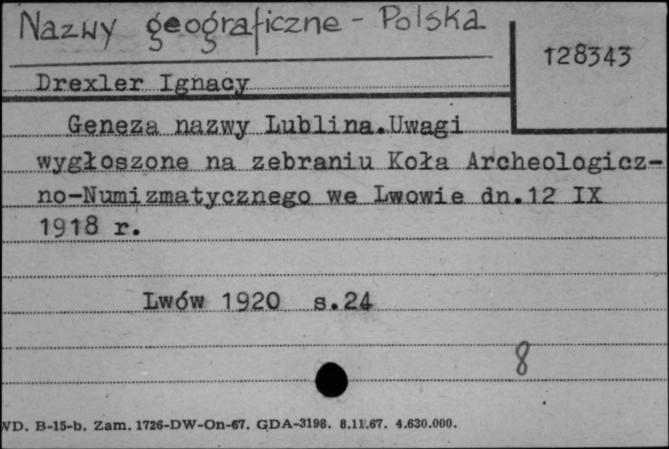 Nazwy geograficzne - Polska
128343
Drexler Ignacy
Geneza nazwy Lublina.Uwagi
wygłoszone na zebraniu Koła Archeologicz-
no-Numizmatycznego we Lwowie dn.12 IX
1918 r.
Lwów 1920 s.24
8
WD. B-15-b. Zam. 1726-DW-On-67. GDA-3198. 8.11.67. 4.630.000.